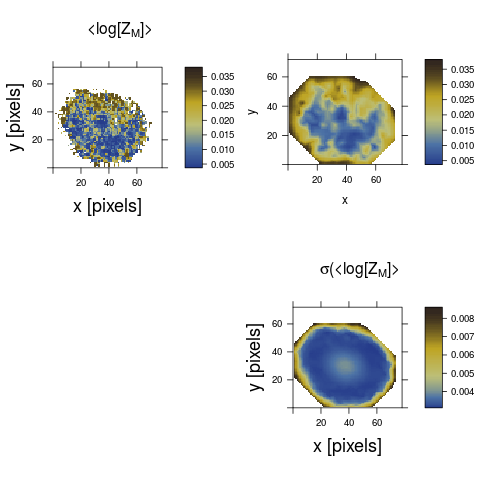 <log[Z_M]>
60
40
20
20 40 60
x [pixels]
y [pixels]
0.035
0.030
0.025
0.020
0.015
0.010
0.005
60
40
20
20 40 60
x
y
0.035
0.030
0.025
0.020
0.015
0.010
0.005
σ(<log[Z_M]>
60
40
20
20 40 60
x [pixels]
y [pixels]
0.008
0.007
0.006
0.005
0.004